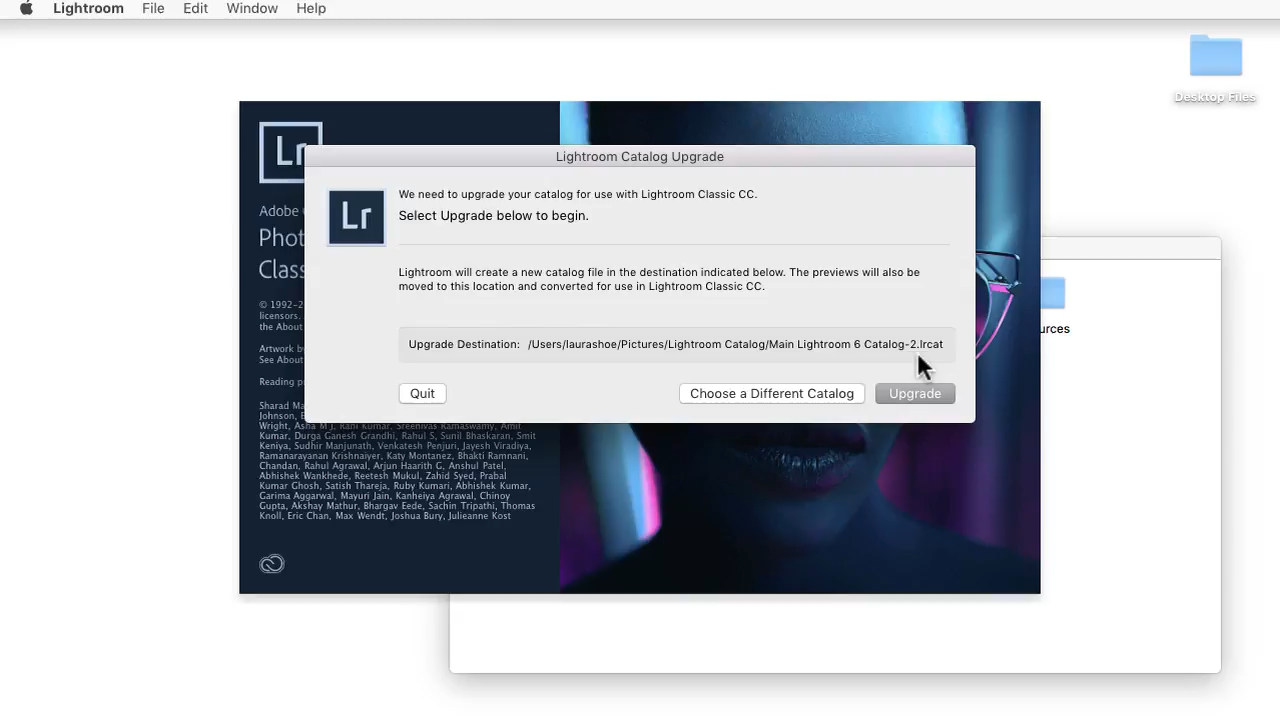 Lightroom File Edit Window Help
Desktop Files
Lr
Lightroom Catalog Upgrade
Lr
We need to upgrade your catalog for use with Lightroom Classic CC.
Select Upgrade below to begin.
Lightroom will create a new catalog file in the destination indicated below. The previews will also be
moved to this location and converted for use in Lightroom Classic CC.
Upgrade Destination: /Users/laurashoe/Pictures/Lightroom Catalog/Main Lightroom 6 Catalog-2.lrcat
Quit
Choose a Different Catalog
Upgrade
Adobe
Phot
Class
© 1992-2
licensors.
the About
Artwork b
See About
Reading p
Sharad Ma
Johnson,
Wright, Asha M J, Rani Kumar, Sreenivas Ramaswamy, Amit
Kumar, Durga Ganesh Grandhi, Rahul S, Sunil Bhaskaran, Smit
Keniya, Sudhir Manjunath, Venkatesh Penjuri, Jayesh Viradiya,
Ramanarayanan Krishnaiyer, Katy Montanez, Bhakti Ramnani,
Chandan, Rahul Agrawal, Arjun Haarith G, Anshul Patel,
Abhishek Wankhede, Reetesh Mukul, Zahid Syed, Prabal
Kumar Ghosh, Satish Thareja, Ruby Kumari, Abhishek Kumar,
Garima Aggarwal, Mayuri Jain, Kanheiya Agrawal, Chinoy
Gupta, Akshay Mathur, Bhargav Eede, Sachin Tripathi, Thomas
Knoll, Eric Chan, Max Wendt, Joshua Bury, Julieanne Kost
urces